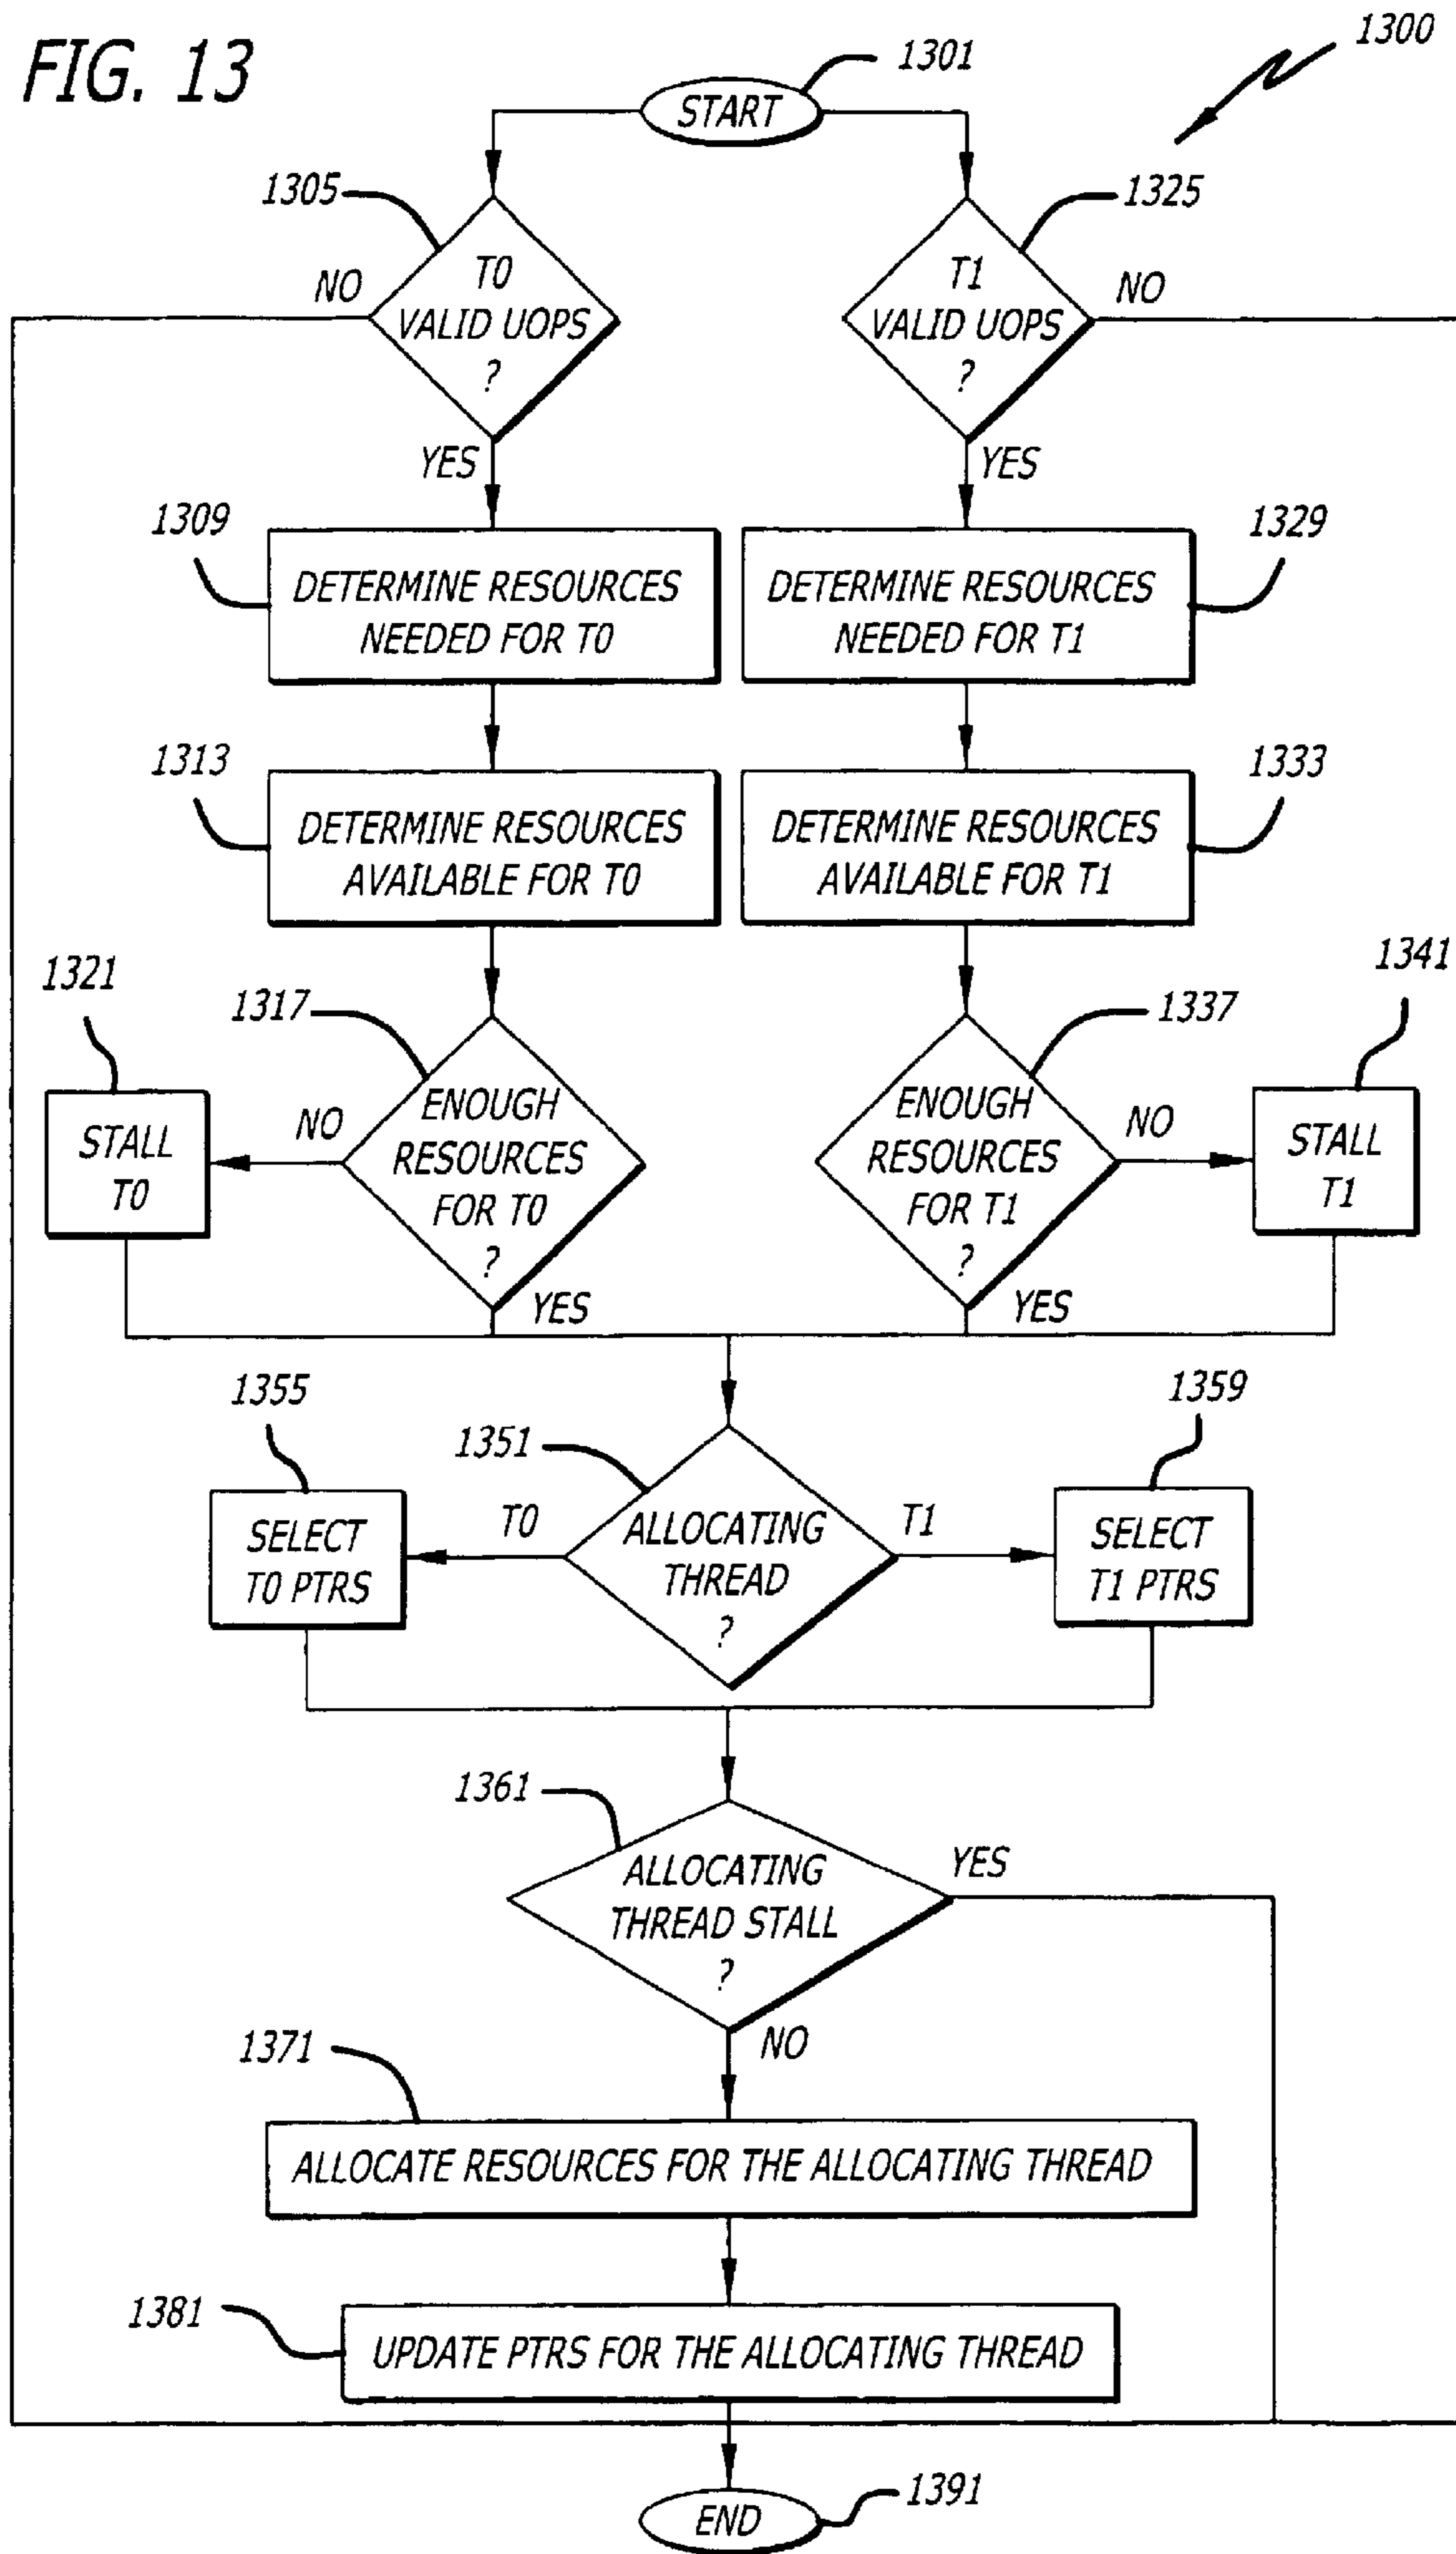 FIG. 13
1300
1301
START
1305
1325
T0
VALID UOPS
?
T1
VALID UOPS
?
NO
NO
YES
YES
1309
1329
DETERMINE RESOURCES
NEEDED FOR T0
DETERMINE RESOURCES
NEEDED FOR T1
1313
1333
DETERMINE RESOURCES
AVAILABLE FOR T0
DETERMINE RESOURCES
AVAILABLE FOR T1
1321
1317
1337
1341
STALL
T0
NO
ENOUGH
RESOURCES
FOR T0
?
ENOUGH
RESOURCES
FOR T1
?
NO
STALL
T1
YES
YES
1355
1351
1359
SELECT
T0 PTRS
T0
ALLOCATING
THREAD
?
T1
SELECT
T1 PTRS
1361
ALLOCATING
THREAD STALL
?
YES
NO
1371
ALLOCATE RESOURCES FOR THE ALLOCATING THREAD
1381
UPDATE PTRS FOR THE ALLOCATING THREAD
END
1391